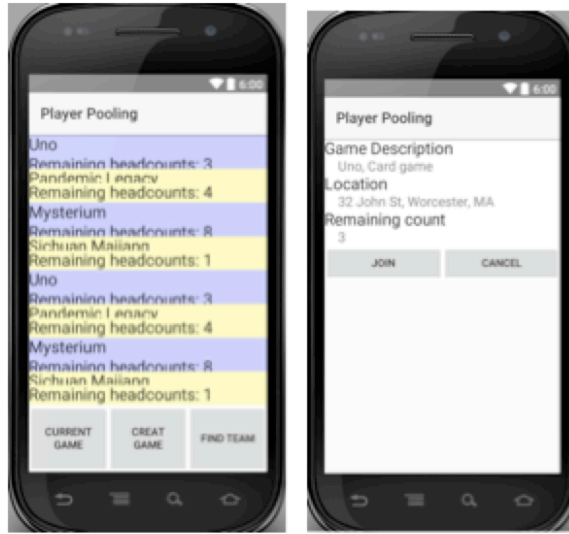 6:00
Player Pooling
Uno
Remaining headcounts: 3
Pandemic Legacy
Remaining headcounts: 4
Mysterium
Remaining headcounts: 8
Sichuan Majiang
Remaining headcounts: 1
Uno
Remaining headcounts: 3
Pandemic Legacy
Remaining headcounts: 4
Mysterium
Remaining headcounts: 8
Sichuan Majiang
Remaining headcounts: 1
CURRENT
GAME
CREAT
GAME
FIND TEAM
6:00
Player Pooling
Game Description
Uno, Card game
Location
32 John St, Worcester, MA
Remaining count
3
JOIN
CANCEL